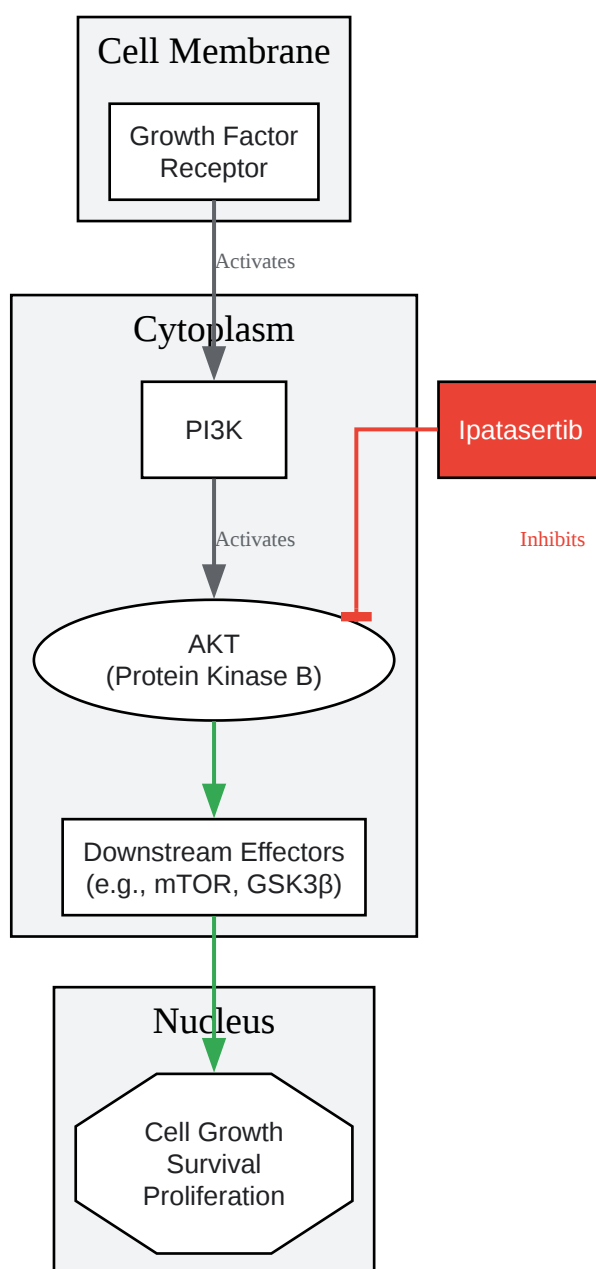 Cell Membrane
Growth Factor
Receptor
Activates
Cytoplasm
PI3K
Ipatasertib
Activates
Inhibits
AKT
(Protein Kinase B)
Downstream Effectors
(e.g., mTOR, GSK3β)
Nucleus
Cell Growth
Survival
Proliferation